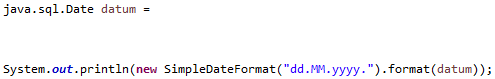 java.sql.Date datum =
System.out.println(new SimpleDateFormat("dd.MM.yyyy.").format(datum));